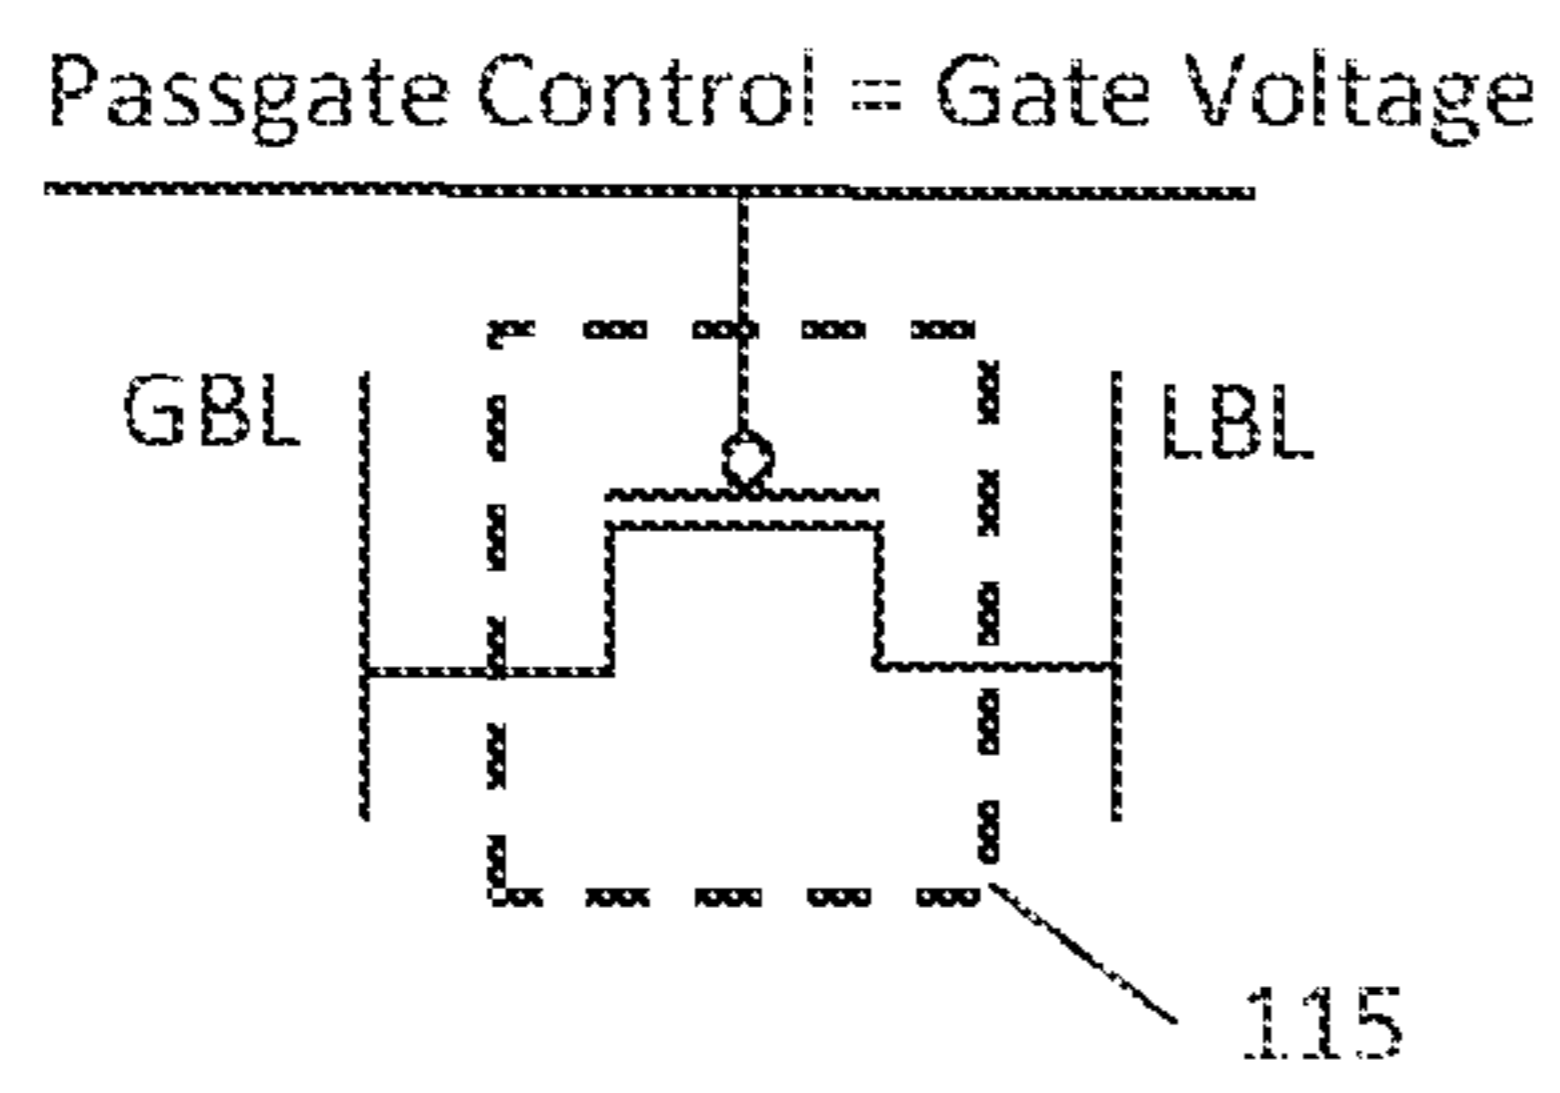 Passgate Control = Gate Voltage
GBL
LBL
115